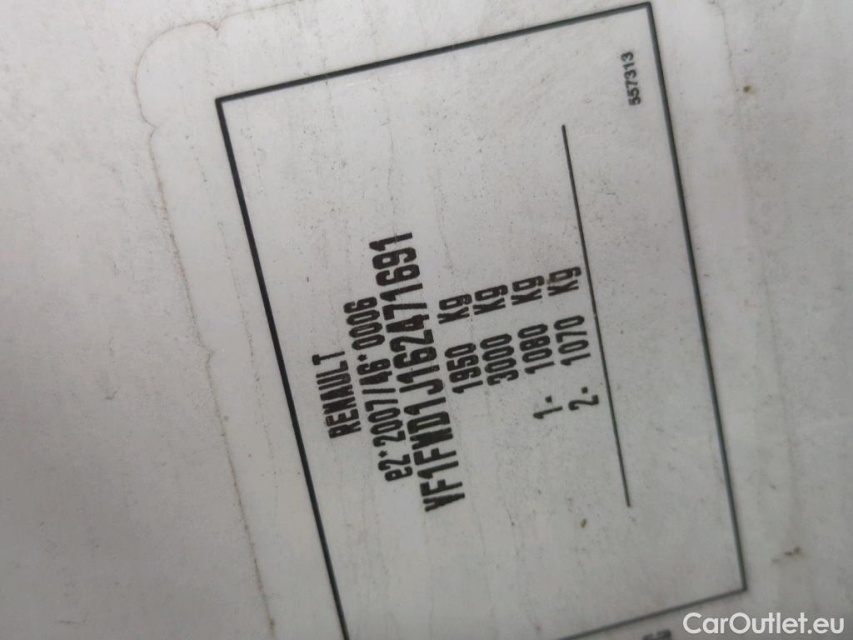 RENAULT
e2*2007/46*0006
VF1FWD1J162471691
1950 Kg
3000 Kg
1- 1080 Kg
2- 1070 Kg
557313
CarOutlet.eu